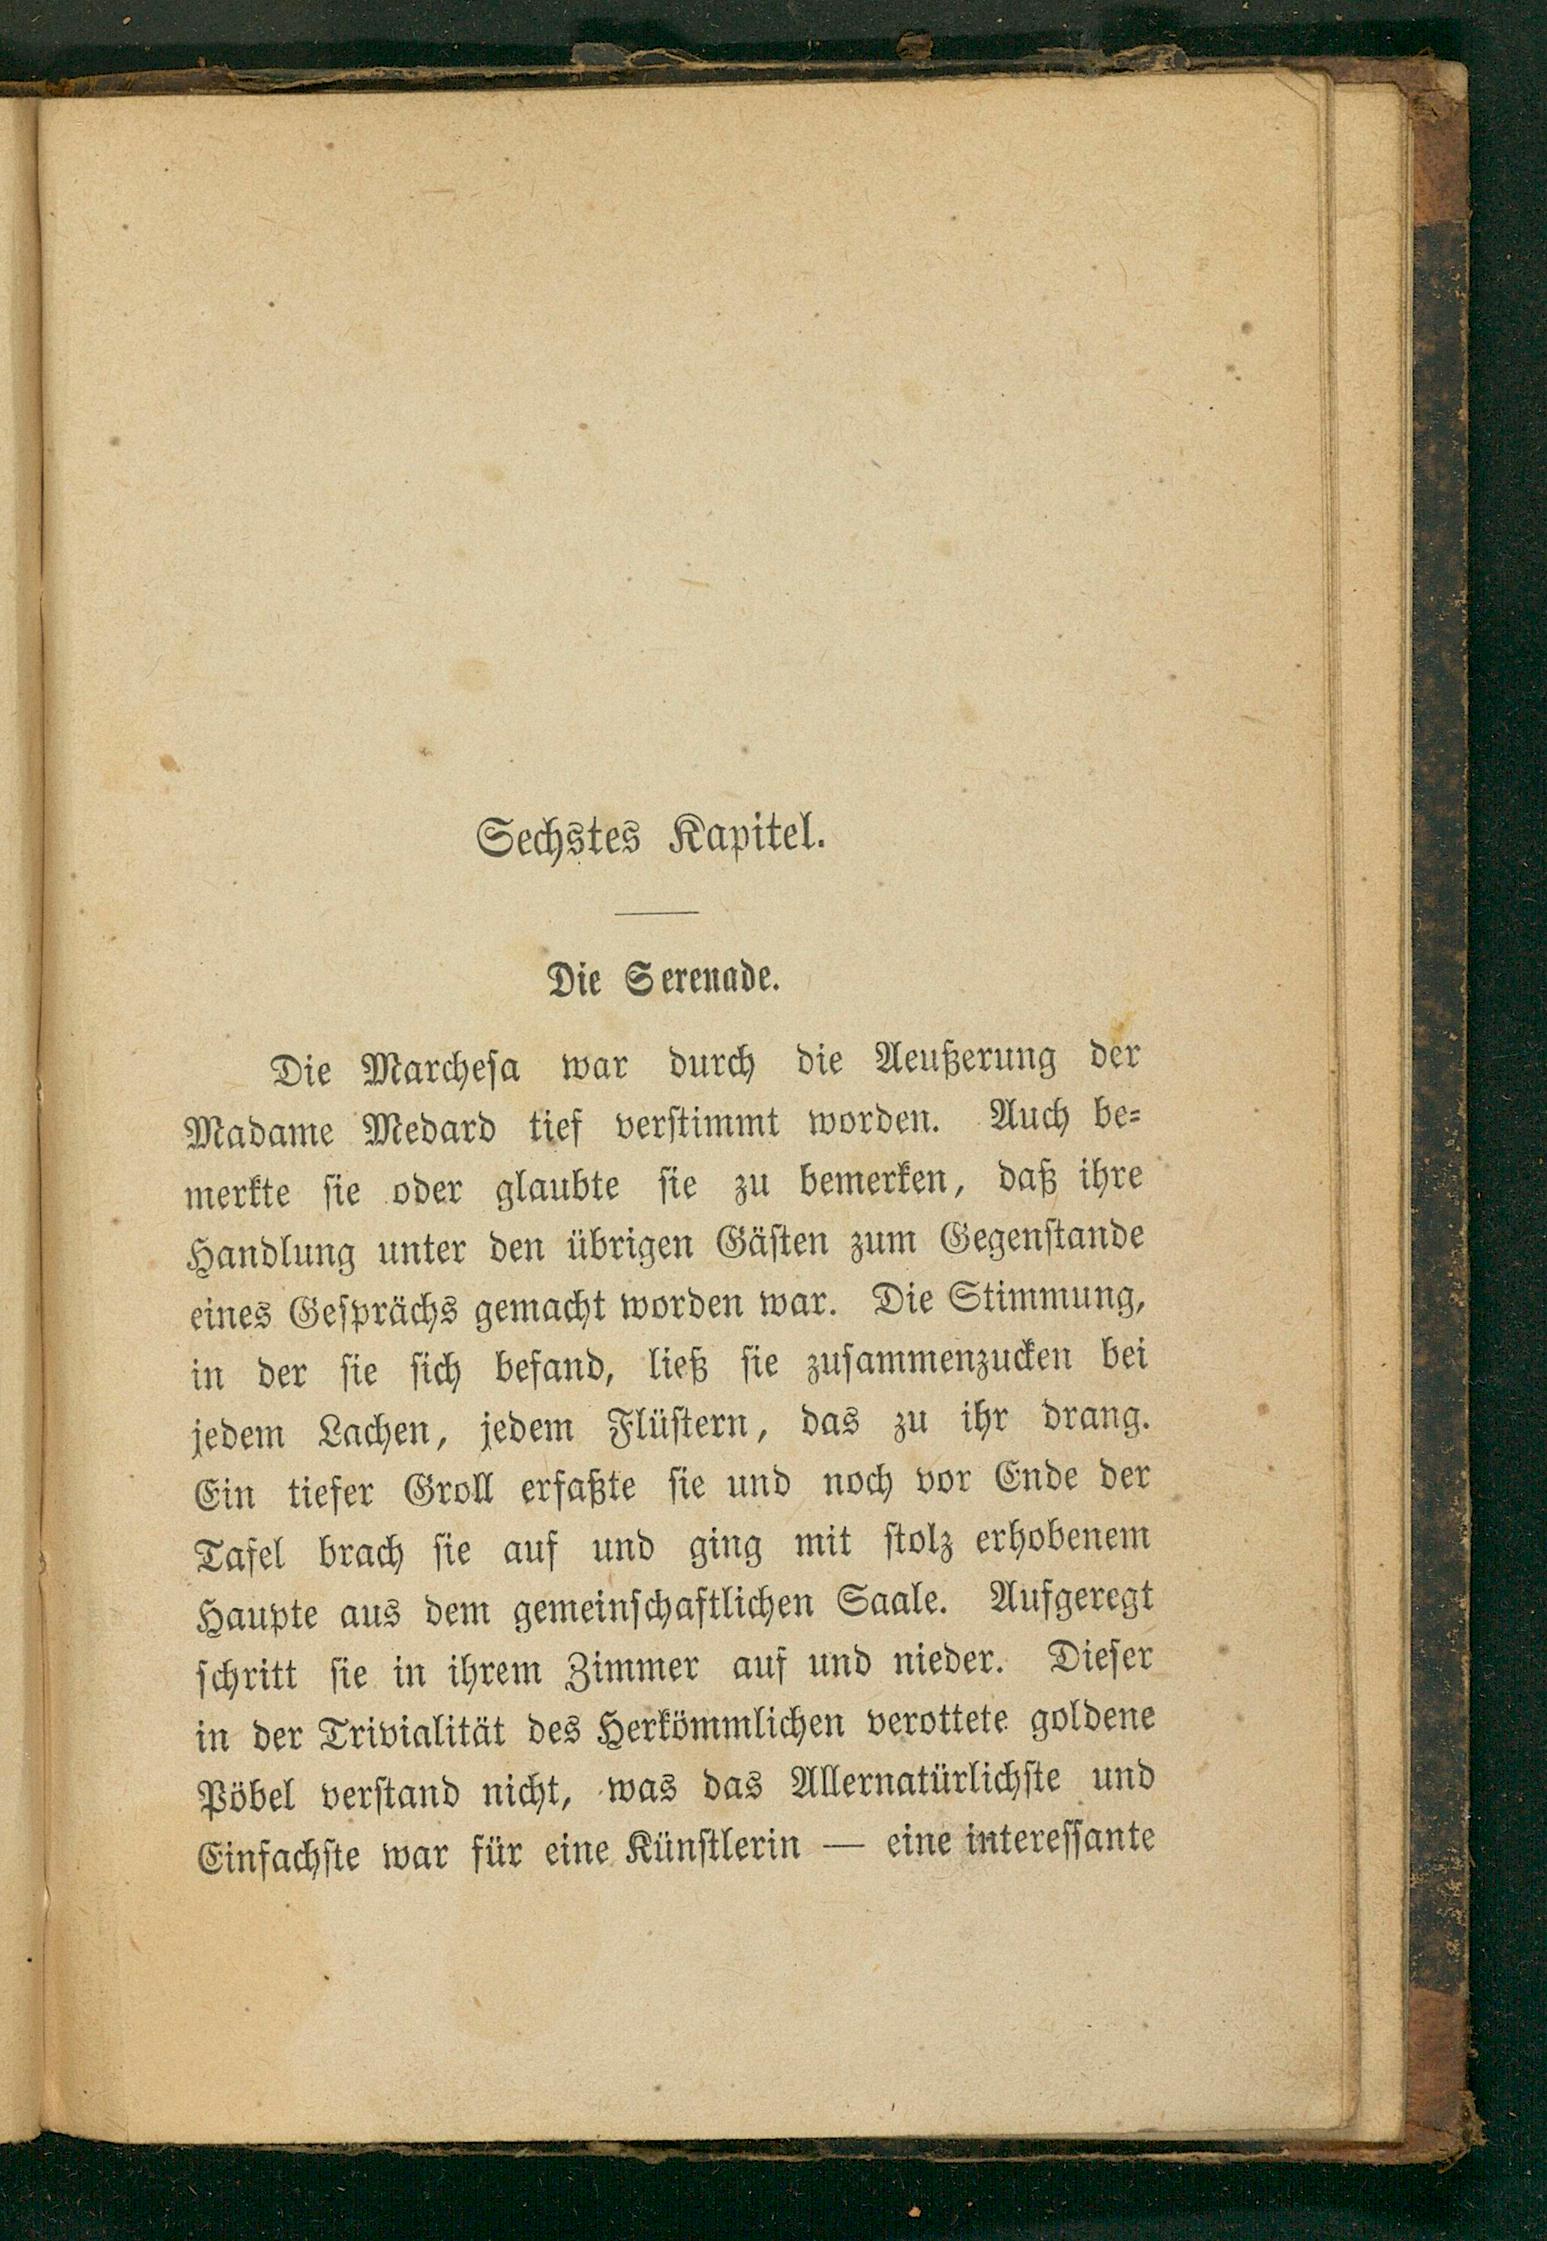 Sechstes Kapitel.
Die Serenade.
Die Marchesa war durch die Aeußerung der
Madame Medard tief verstimmt worden. Auch be-
merkte sie oder glaubte sie zu bemerken, daß ihre
Handlung unter den übrigen Gästen zum Gegenstande
eines Gesprächs gemacht worden war. Die Stimmung,
in der sie sich befand, ließ sie zusammenzucken bei
jedem Lachen, jedem Flüstern, das zu ihr drang.
Ein tiefer Groll erfaßte sie und noch vor Ende der
Tafel brach sie auf und ging mit stolz erhobenem
Haupte aus dem gemeinschaftlichen Saale. Aufgeregt
schritt sie in ihrem Zimmer auf und nieder. Dieser
in der Trivialität des Herkömmlichen verottete goldene
Pöbel verstand nicht, was das Allernatürlichste und
Einfachste war für eine Künstlerin — eine interessante